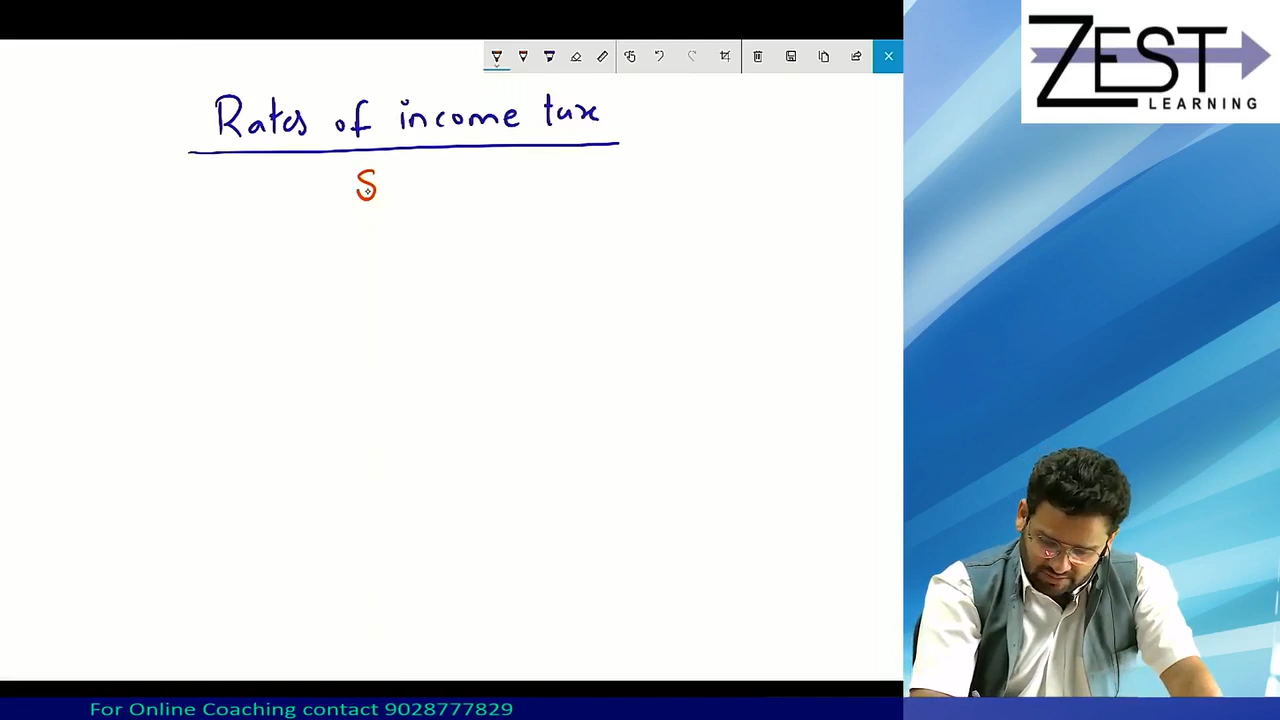 ZEST
LEARNING
Rates of income tax
S
For Online Coaching contact 9028777829